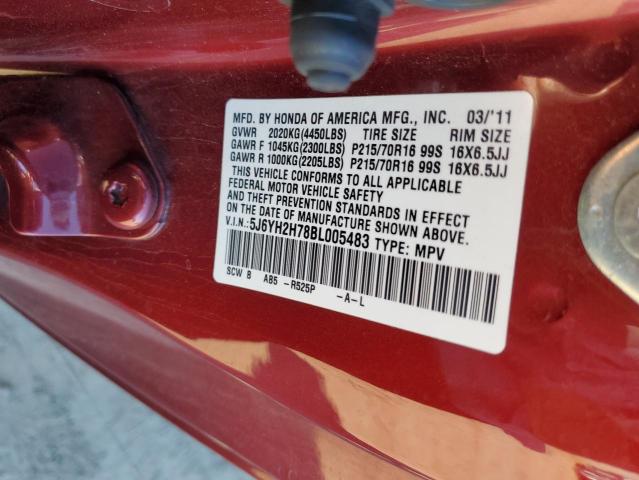 MFD. BY HONDA OF AMERICA MFG., INC. 03/'11
GVWR 2020KG(4450LBS) TIRE SIZE RIM SIZE
GAWR F 1045KG(2300LBS) P215/70R16 99S 16X6.5JJ
GAWR R 1000KG(2205LBS) P215/70R16 99S 16X6.5JJ
THIS VEHICLE CONFORMS TO ALL APPLICABLE
FEDERAL MOTOR VEHICLE SAFETY
AND THEFT PREVENTION STANDARDS IN EFFECT
ON THE DATE OF MANUFACTURE SHOWN ABOVE.
V.I.N.:5J6YH2H78BL005483 TYPE: MPV
SCW B AB5 -R525P -A-L